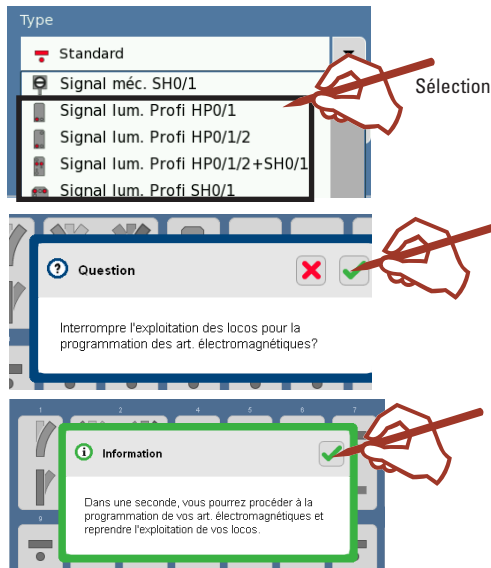 Type
Standard
Signal méc. SH0/1
Sélection
Signal lum. Profi HP0/1
Signal lum. Profi HP0/1/2
Signal lum. Profi HP0/1/2+SH0/1
Signal lum. Profi SH0/1
Question
Interrompre l'exploitation des locos pour la
programmation des art. électromagnétiques?
1 2 4 5 6 7
Information
Dans une seconde, vous pourrez procéder à la
programmation de vos art. électromagnétiques et
reprendre l'exploitation de vos locos.
9